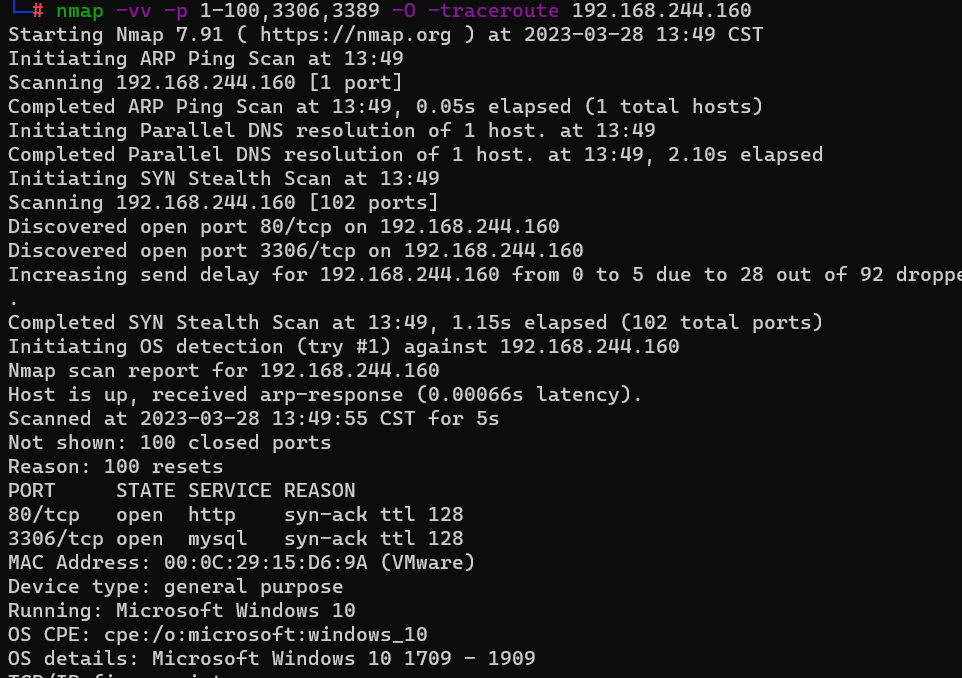 └─# nmap -vv -p 1-100,3306,3389 -O -traceroute 192.168.244.160
Starting Nmap 7.91 ( https://nmap.org ) at 2023-03-28 13:49 CST
Initiating ARP Ping Scan at 13:49
Scanning 192.168.244.160 [1 port]
Completed ARP Ping Scan at 13:49, 0.05s elapsed (1 total hosts)
Initiating Parallel DNS resolution of 1 host. at 13:49
Completed Parallel DNS resolution of 1 host. at 13:49, 2.10s elapsed
Initiating SYN Stealth Scan at 13:49
Scanning 192.168.244.160 [102 ports]
Discovered open port 80/tcp on 192.168.244.160
Discovered open port 3306/tcp on 192.168.244.160
Increasing send delay for 192.168.244.160 from 0 to 5 due to 28 out of 92 droppe
.
Completed SYN Stealth Scan at 13:49, 1.15s elapsed (102 total ports)
Initiating OS detection (try #1) against 192.168.244.160
Nmap scan report for 192.168.244.160
Host is up, received arp-response (0.00066s latency).
Scanned at 2023-03-28 13:49:55 CST for 5s
Not shown: 100 closed ports
Reason: 100 resets
PORT     STATE SERVICE REASON
80/tcp   open  http    syn-ack ttl 128
3306/tcp open  mysql   syn-ack ttl 128
MAC Address: 00:0C:29:15:D6:9A (VMware)
Device type: general purpose
Running: Microsoft Windows 10
OS CPE: cpe:/o:microsoft:windows_10
OS details: Microsoft Windows 10 1709 - 1909